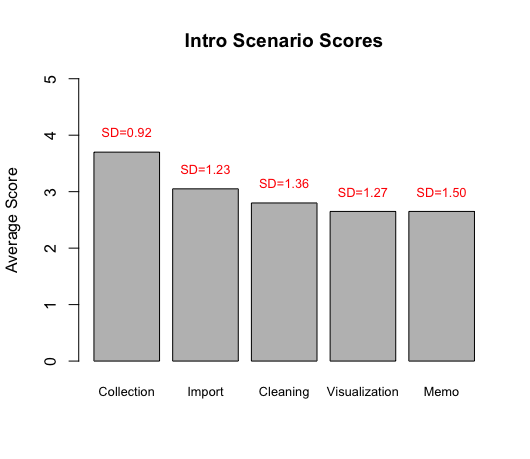 Intro Scenario Scores
Average Score
5
4
3
2
1
0
SD=0.92
SD=1.23
SD=1.36
SD=1.27
SD=1.50
Collection
Import
Cleaning
Visualization
Memo